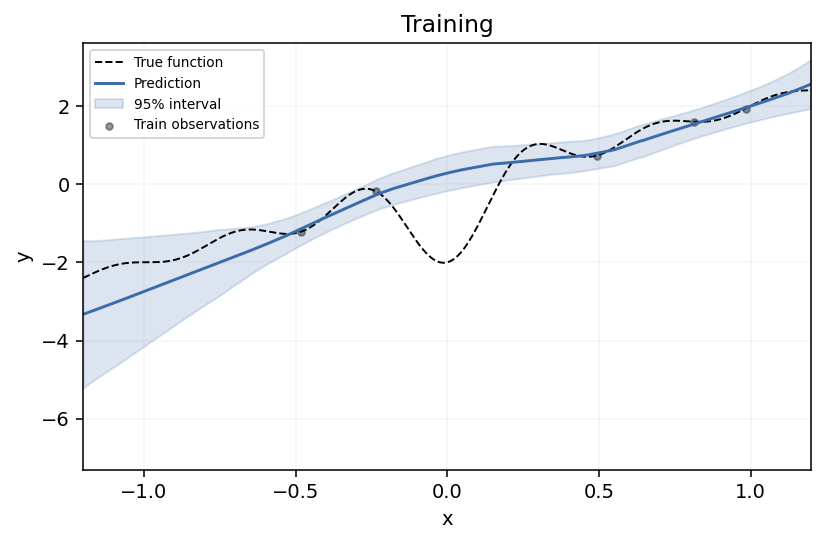 Training
True function
Prediction
95% interval
Train observations
y
2
0
−2
−4
−6
−1.0
−0.5
0.0
0.5
1.0
x